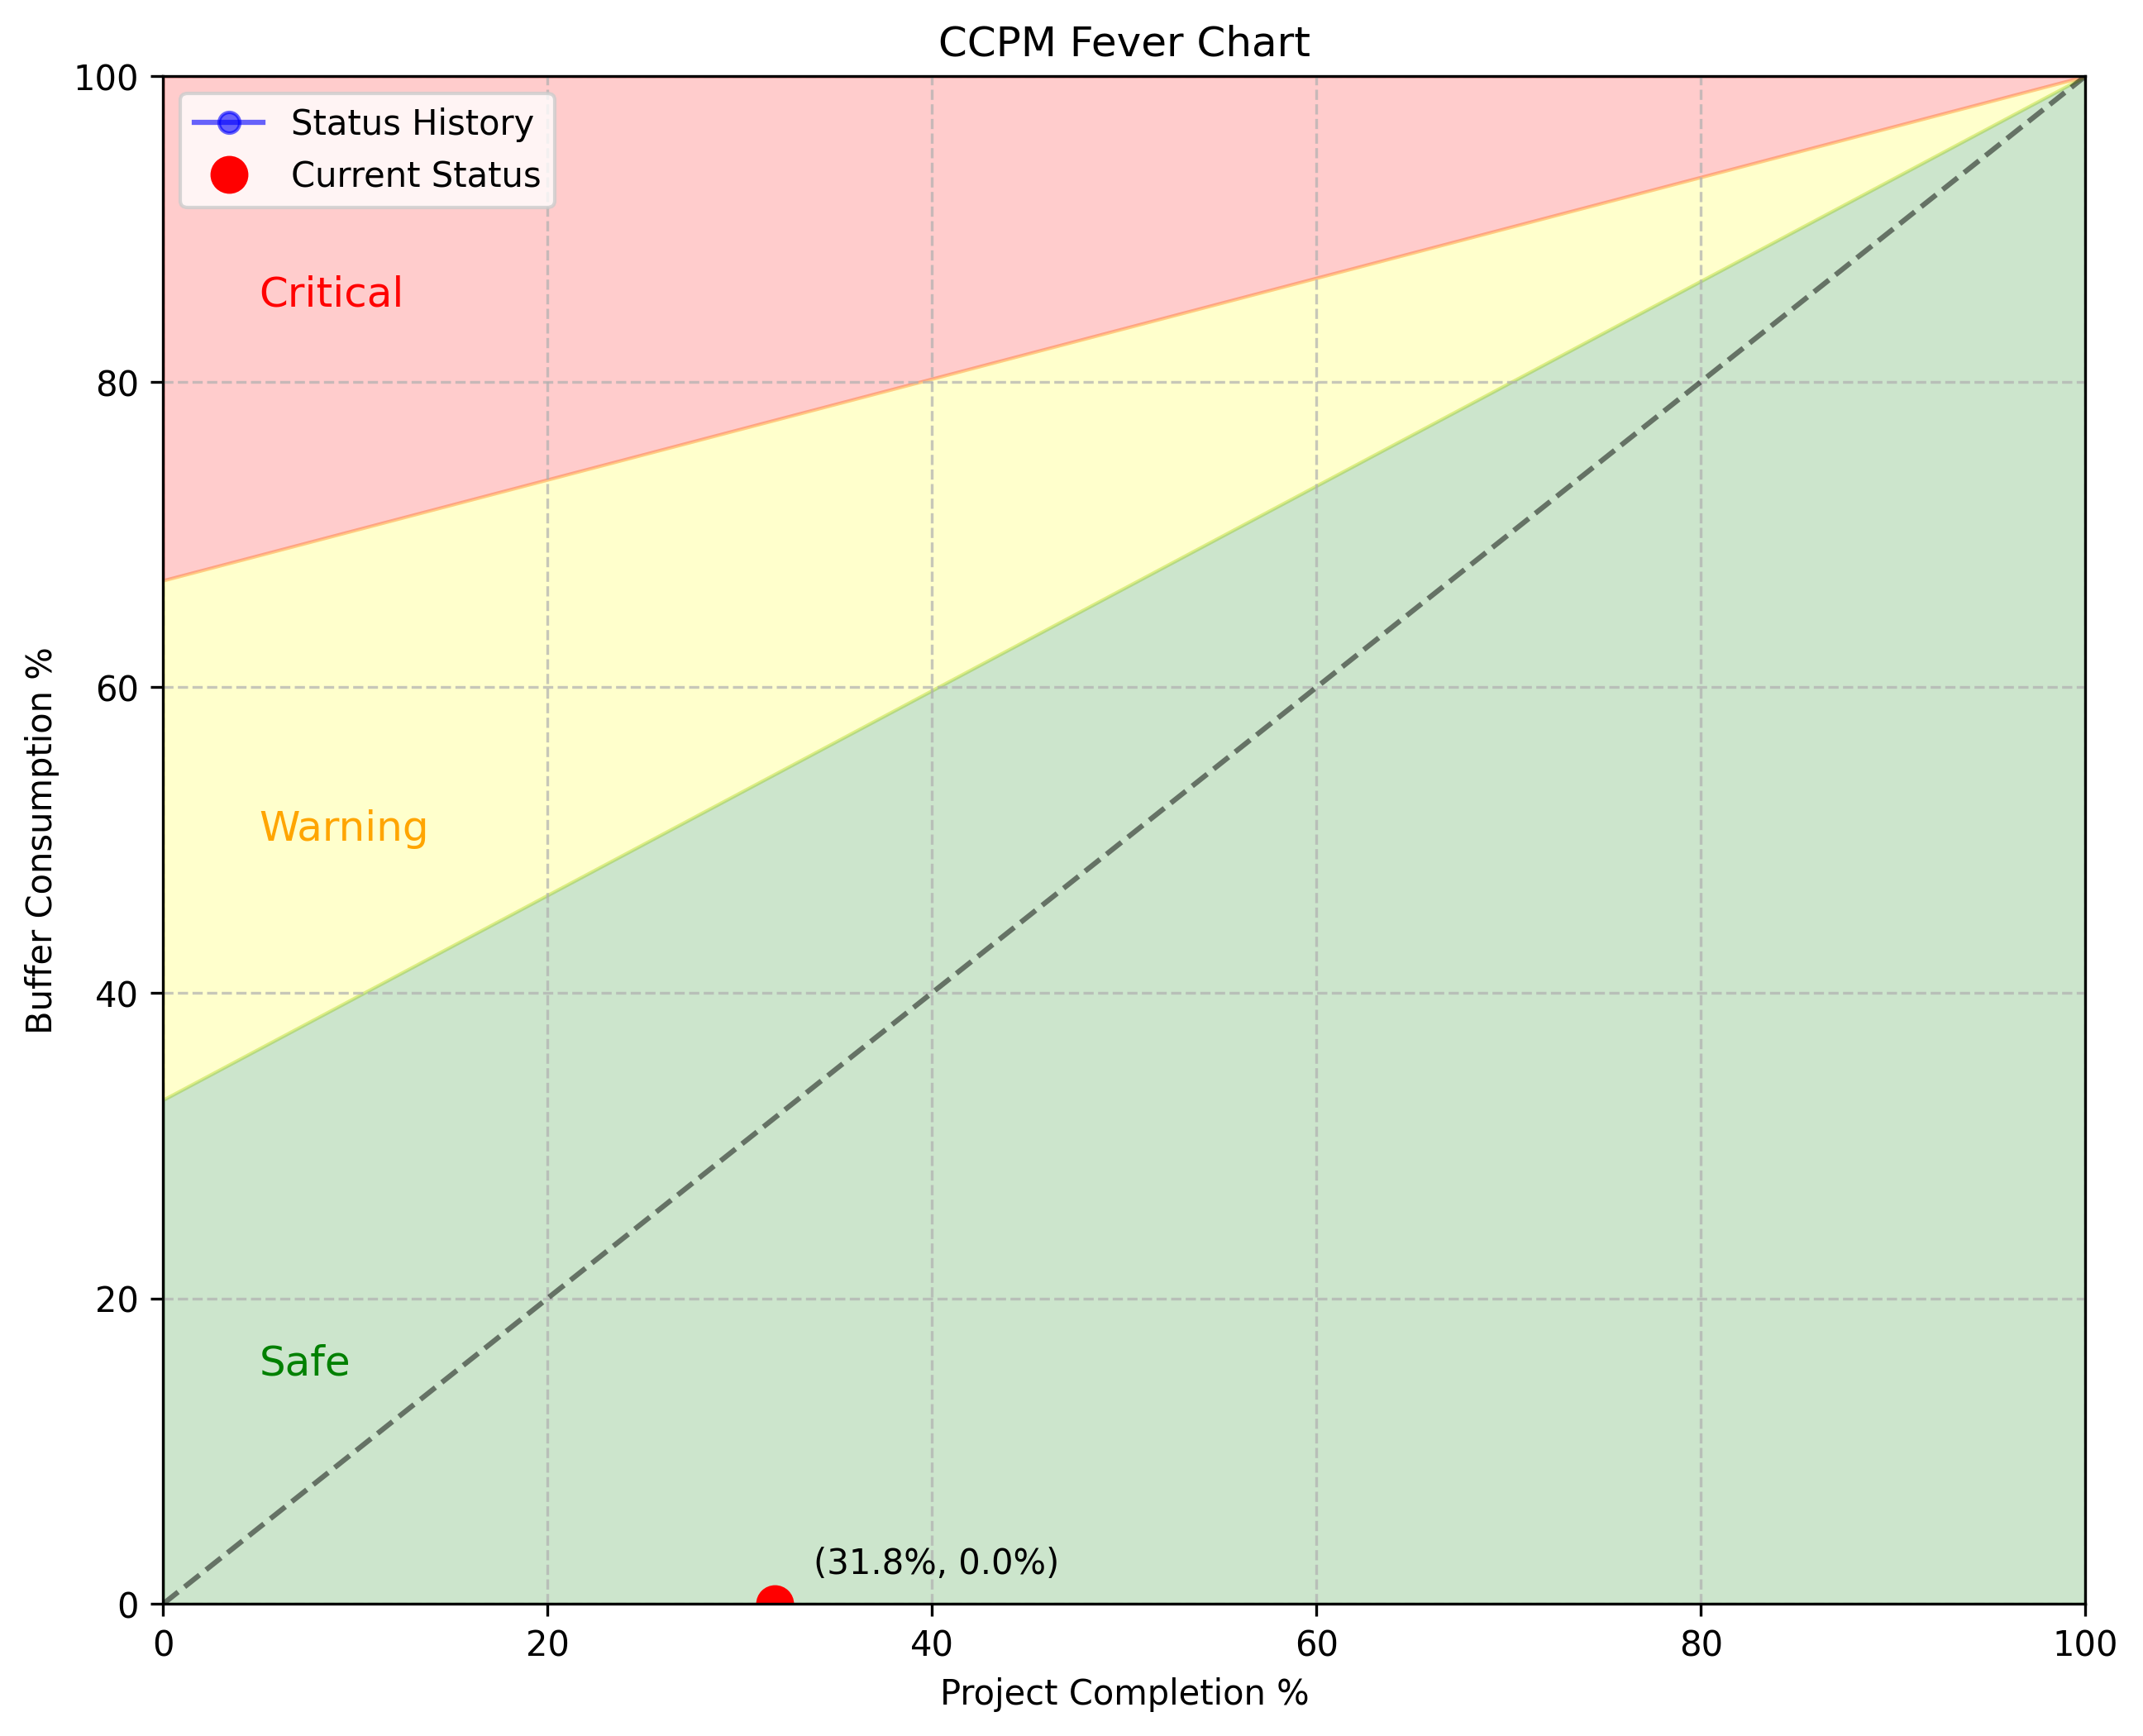 CCPM Fever Chart
100
80
60
40
20
0
Buffer Consumption %
Status History
Current Status
Critical
Warning
Safe
(31.8%, 0.0%)
0
20
40
60
80
100
Project Completion %